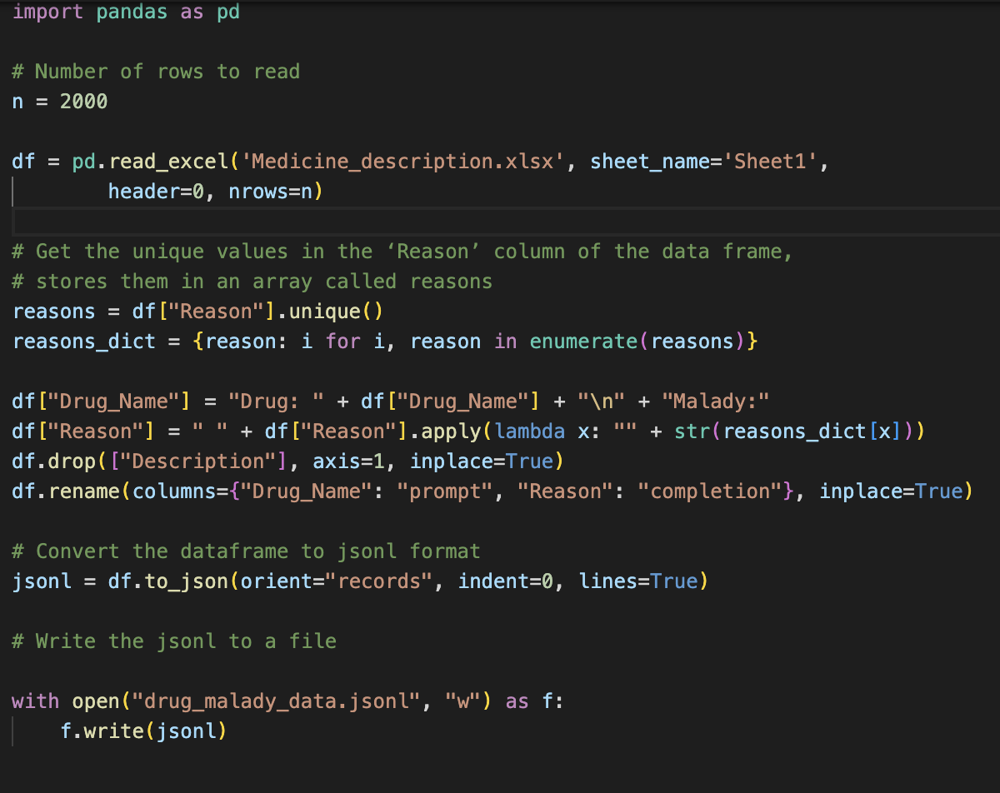 import pandas as pd
# Number of rows to read
n = 2000
df = pd.read_excel('Medicine_description.xlsx', sheet_name='Sheet1',
        header=0, nrows=n)
# Get the unique values in the ‘Reason’ column of the data frame,
# stores them in an array called reasons
reasons = df["Reason"].unique()
reasons_dict = {reason: i for i, reason in enumerate(reasons)}
df["Drug_Name"] = "Drug: " + df["Drug_Name"] + "\n" + "Malady:"
df["Reason"] = " " + df["Reason"].apply(lambda x: "" + str(reasons_dict[x]))
df.drop(["Description"], axis=1, inplace=True)
df.rename(columns={"Drug_Name": "prompt", "Reason": "completion"}, inplace=True)
# Convert the dataframe to jsonl format
jsonl = df.to_json(orient="records", indent=0, lines=True)
# Write the jsonl to a file
with open("drug_malady_data.jsonl", "w") as f:
    f.write(jsonl)